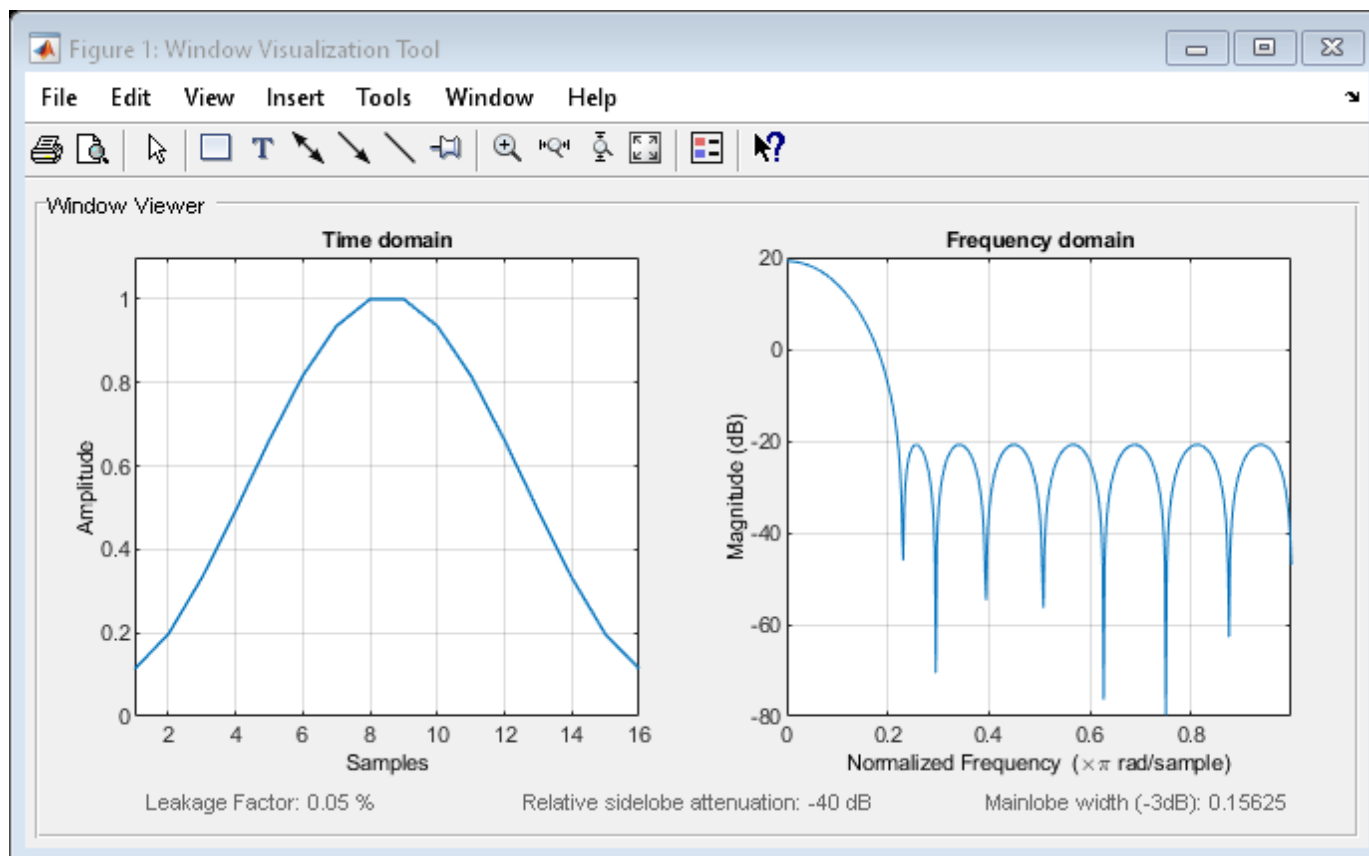 Figure 1: Window Visualization Tool
File Edit View Insert Tools Window Help
T
?
Window Viewer
Time domain
1
0.8
0.6
0.4
0.2
0
Amplitude
2 4 6 8 10 12 14 16
Samples
Frequency domain
20
0
-20
-40
-60
-80
Magnitude (dB)
0 0.2 0.4 0.6 0.8
Normalized Frequency (×π rad/sample)
Leakage Factor: 0.05 %
Relative sidelobe attenuation: -40 dB
Mainlobe width (-3dB): 0.15625